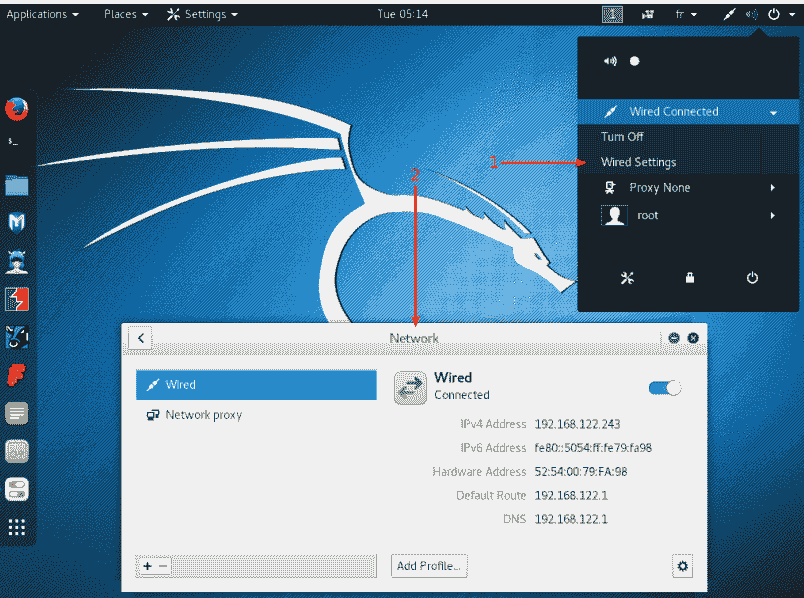 Applications Places Settings Tue 05:14 1 fr
Wired Connected
Turn Off
1 Wired Settings
2
Proxy None
root
Network
Wired
Network proxy
Wired
Connected
IPv4 Address 192.168.122.243
IPv6 Address fe80::5054:ff:fe79:fa98
Hardware Address 52:54:00:79:FA:98
Default Route 192.168.122.1
DNS 192.168.122.1
+ − Add Profile...